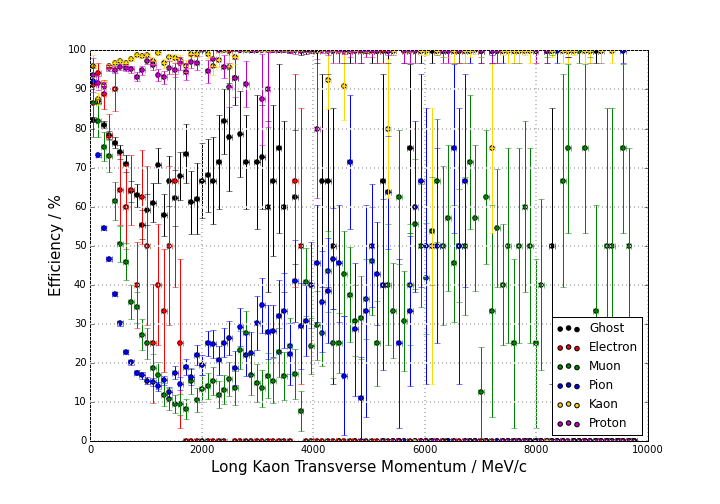 100
90
80
70
60
50
40
30
20
10
0
Efficiency / %
0 2000 4000 6000 8000 10000
Long Kaon Transverse Momentum / MeV/c
Ghost
Electron
Muon
Pion
Kaon
Proton